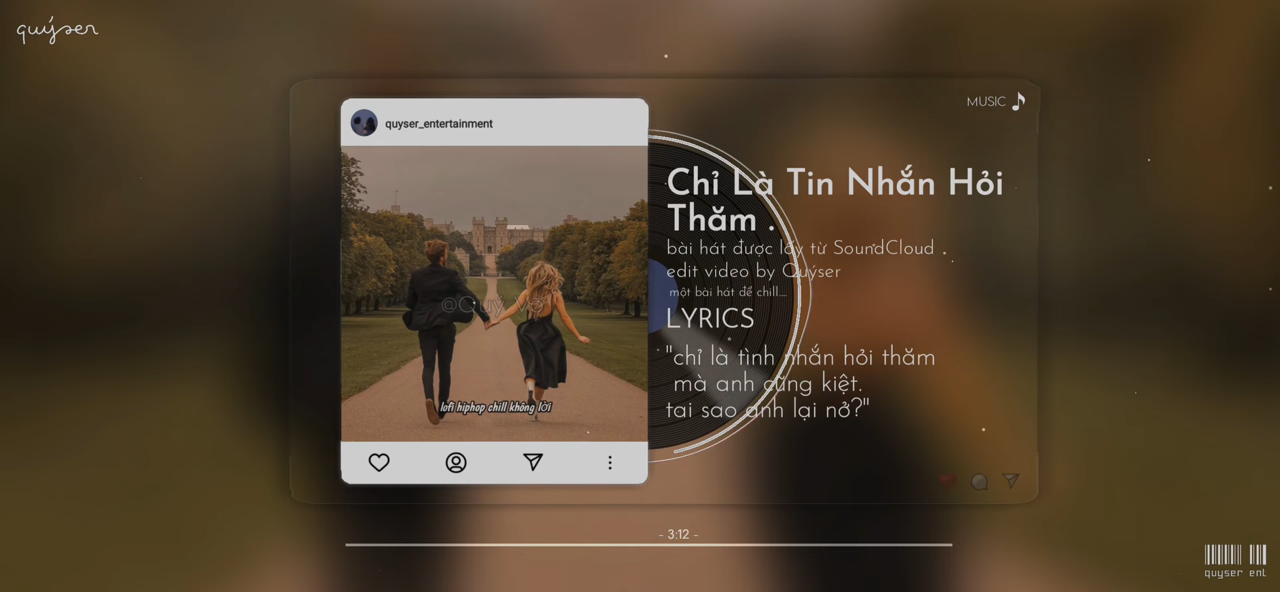 quýser
quyser_entertainment
MUSIC
Chỉ Là Tin Nhắn Hỏi
Thăm .
bài hát được lấy từ SoundCloud .
edit video by Quýser
một bài hát để chill....
LYRICS
"chỉ là tình nhắn hỏi thăm
mà anh cũng kiệt.
tai sao anh lại nở?"
@Quý
lofi hiphop chill không lời
- 3:12 -
quyser ent